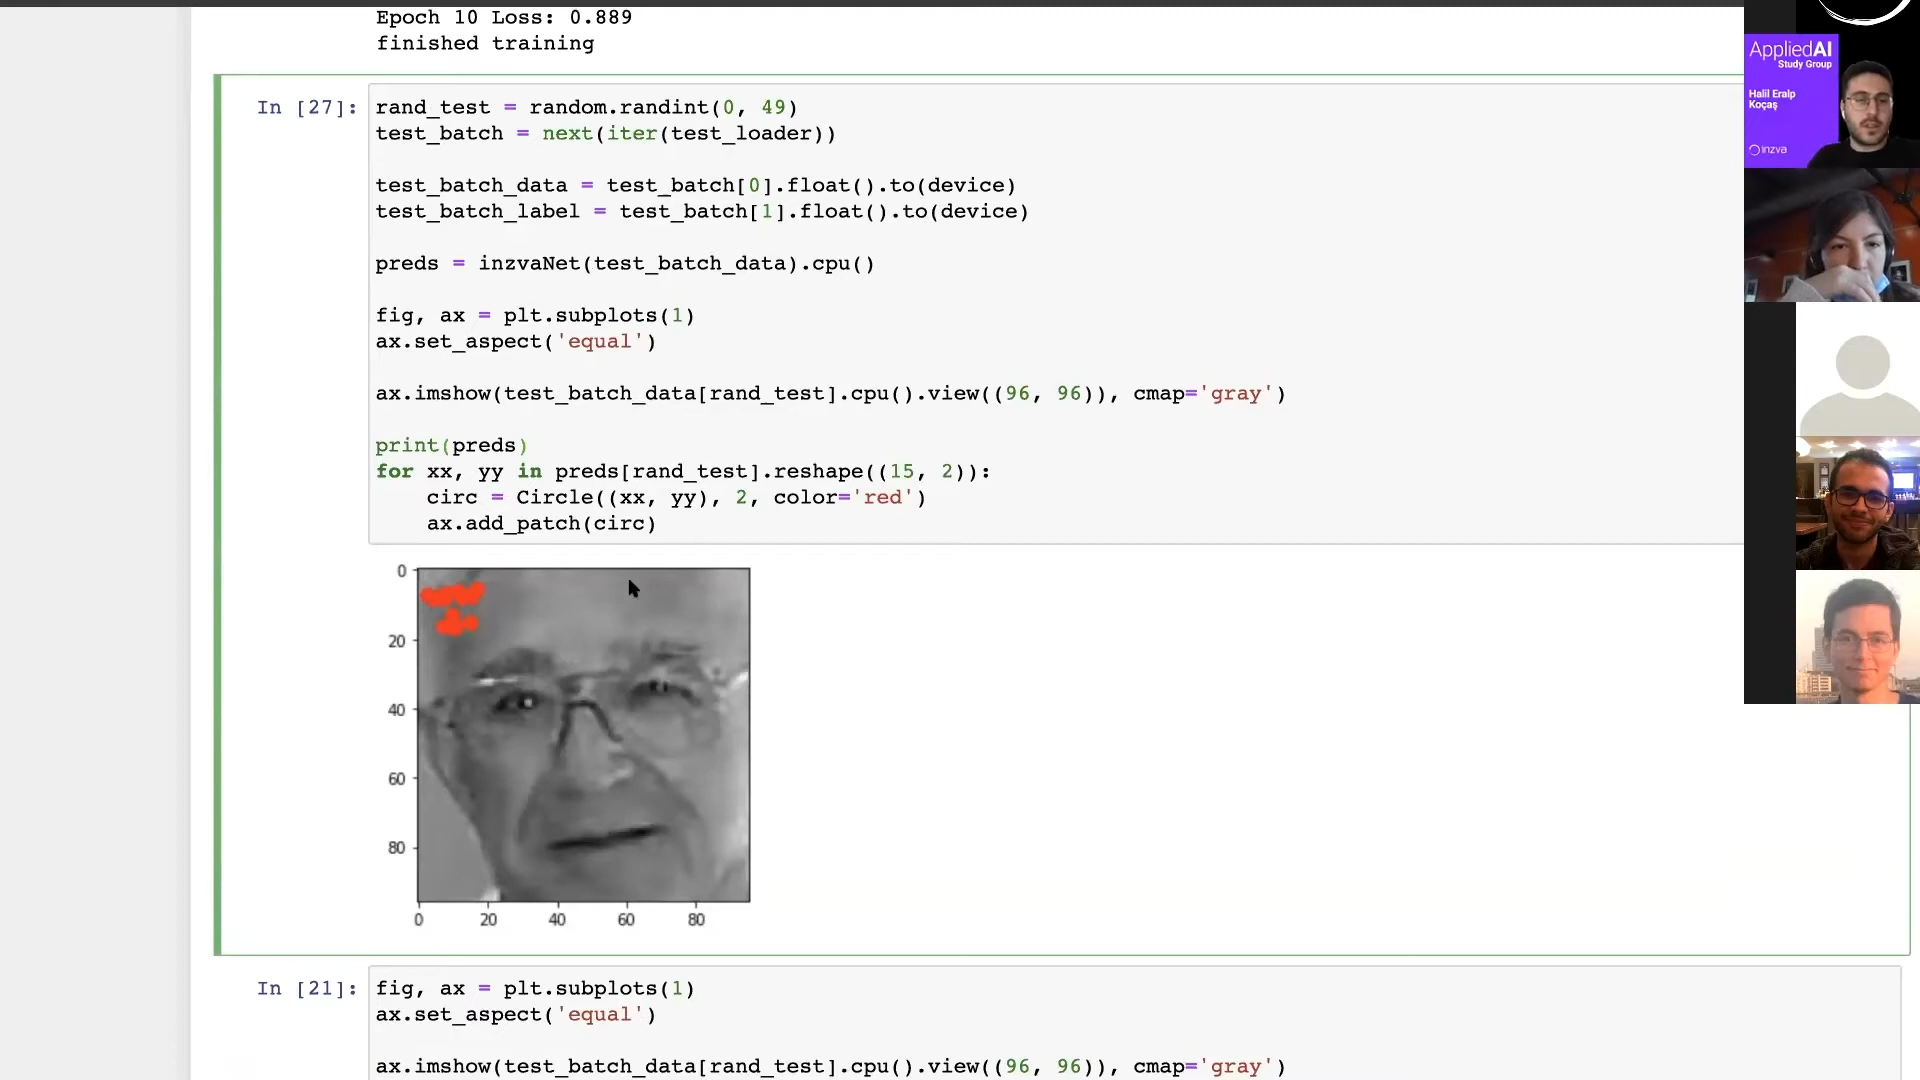 Epoch 10 Loss: 0.889
finished training
In [27]:
rand_test = random.randint(0, 49)
test_batch = next(iter(test_loader))
test_batch_data = test_batch[0].float().to(device)
test_batch_label = test_batch[1].float().to(device)
preds = inzvaNet(test_batch_data).cpu()
fig, ax = plt.subplots(1)
ax.set_aspect('equal')
ax.imshow(test_batch_data[rand_test].cpu().view((96, 96)), cmap='gray')
print(preds)
for xx, yy in preds[rand_test].reshape((15, 2)):
    circ = Circle((xx, yy), 2, color='red')
    ax.add_patch(circ)
0
20
40
60
80
0 20 40 60 80
In [21]:
fig, ax = plt.subplots(1)
ax.set_aspect('equal')
ax.imshow(test_batch_data[rand_test].cpu().view((96, 96)), cmap='gray')
AppliedAI
Study Group
Halil Eralp
Koçaş
inzva